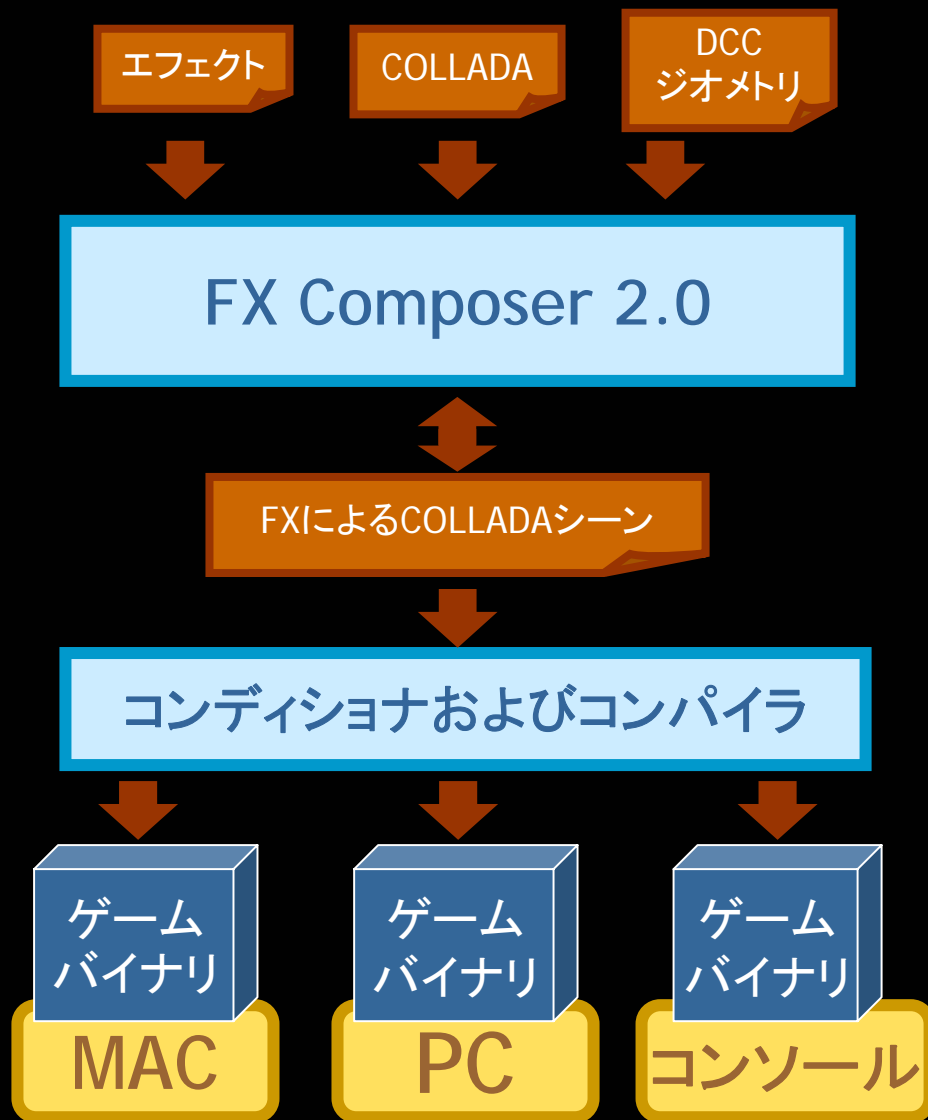 エフェクト
COLLADA
DCC
ジオメトリ
FX Composer 2.0
FXによるCOLLADAシーン
コンディショナおよびコンパイラ
ゲーム
バイナリ
MAC
ゲーム
バイナリ
PC
ゲーム
バイナリ
コンソール